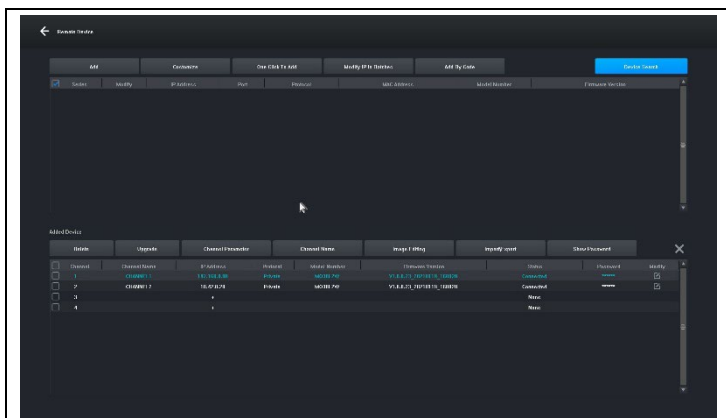 Remote Device
Add Customize One Click To Add Modify IP In Batches Add By Code Device Search
Series Modify IP Address Port Protocol MAC Address Model Number Firmware Version
Added Device
Delete Upgrade Channel Parameter Channel Name Image Editing Import/Export Show Password
Channel Channel Name IP Address Protocol Model Number Firmware Version Status Password Modify
1 CHANNEL1 Private Connected ******
2 CHANNEL2 Private Connected ******
3 + None
4 + None